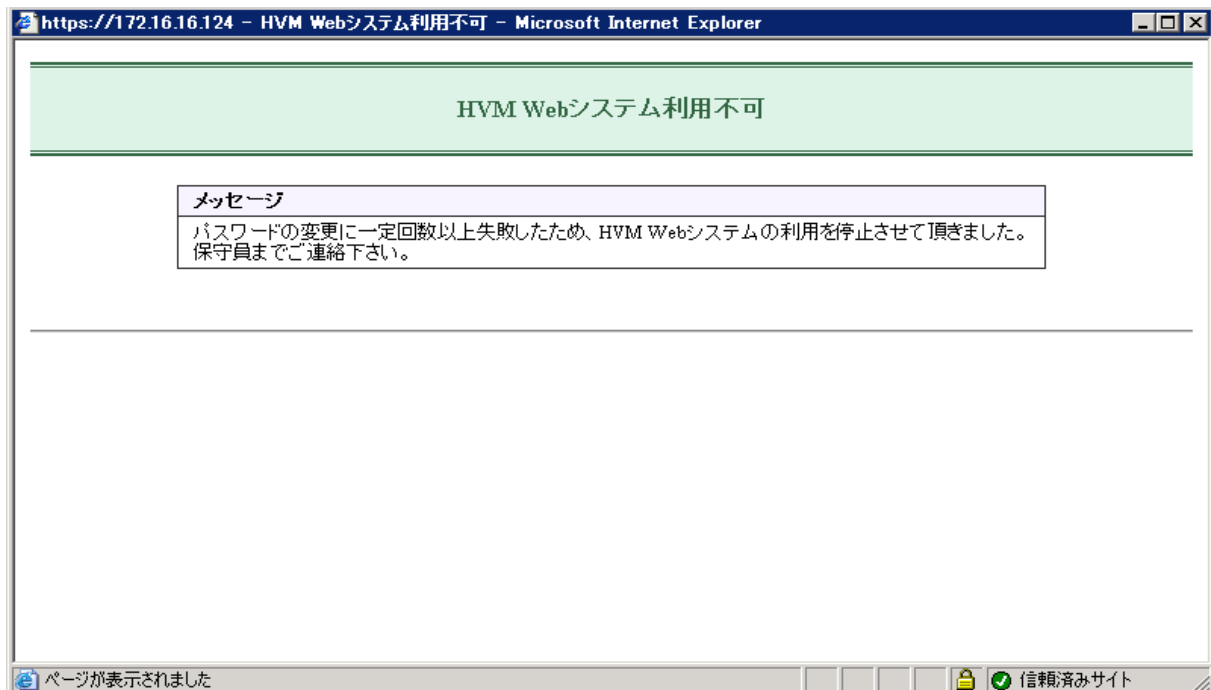 https://172.16.16.124 - HVM Webシステム利用不可 - Microsoft Internet Explorer
HVM Webシステム利用不可
メッセージ
パスワードの変更に一定回数以上失敗したため、HVM Webシステムの利用を停止させて頂きました。
保守員までご連絡下さい。
ページが表示されました
信頼済みサイト